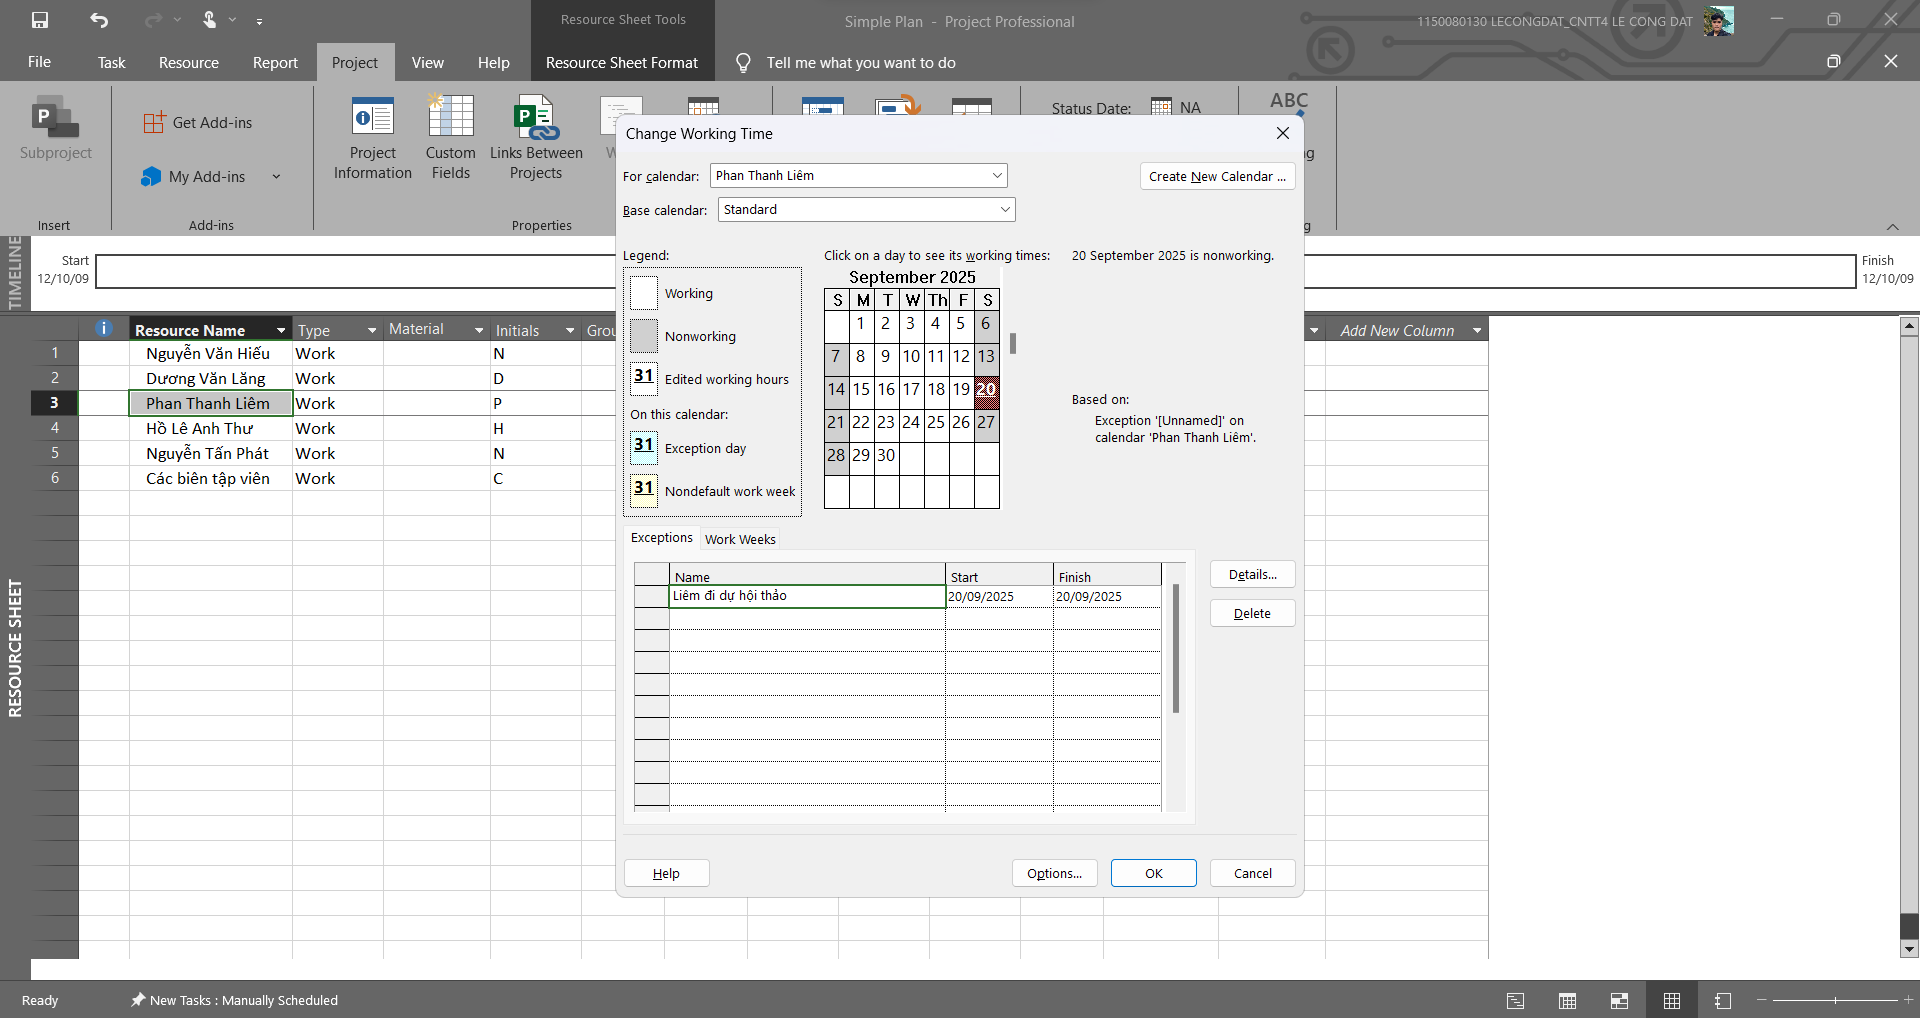 Resource Sheet Tools
Simple Plan - Project Professional
1150080130 LECONGDAT_CNTT4 LE CONG DAT
File Task Resource Report Project View Help Resource Sheet Format Tell me what you want to do
Subproject
Get Add-ins
My Add-ins
Project Information
Custom Fields
Links Between Projects
Status Date: NA
ABC
Insert
Add-ins
Properties
TIMELINE
Start
12/10/09
Finish
12/10/09
RESOURCE SHEET
Resource Name Type Material Initials Grou Add New Column
1 Nguyễn Văn Hiếu Work N
2 Dương Văn Lăng Work D
3 Phan Thanh Liêm Work P
4 Hồ Lê Anh Thư Work H
5 Nguyễn Tấn Phát Work N
6 Các biên tập viên Work C
Change Working Time
For calendar: Phan Thanh Liêm
Create New Calendar ...
Base calendar: Standard
Legend:
Working
Nonworking
31 Edited working hours
On this calendar:
31 Exception day
31 Nondefault work week
Click on a day to see its working times:
September 2025
S M T W Th F S
1 2 3 4 5 6
7 8 9 10 11 12 13
14 15 16 17 18 19 20
21 22 23 24 25 26 27
28 29 30
20 September 2025 is nonworking.
Based on:
Exception '[Unnamed]' on
calendar 'Phan Thanh Liêm'.
Exceptions Work Weeks
Name Start Finish
Liêm đi dự hội thảo 20/09/2025 20/09/2025
Details...
Delete
Help
Options...
OK
Cancel
Ready
New Tasks : Manually Scheduled